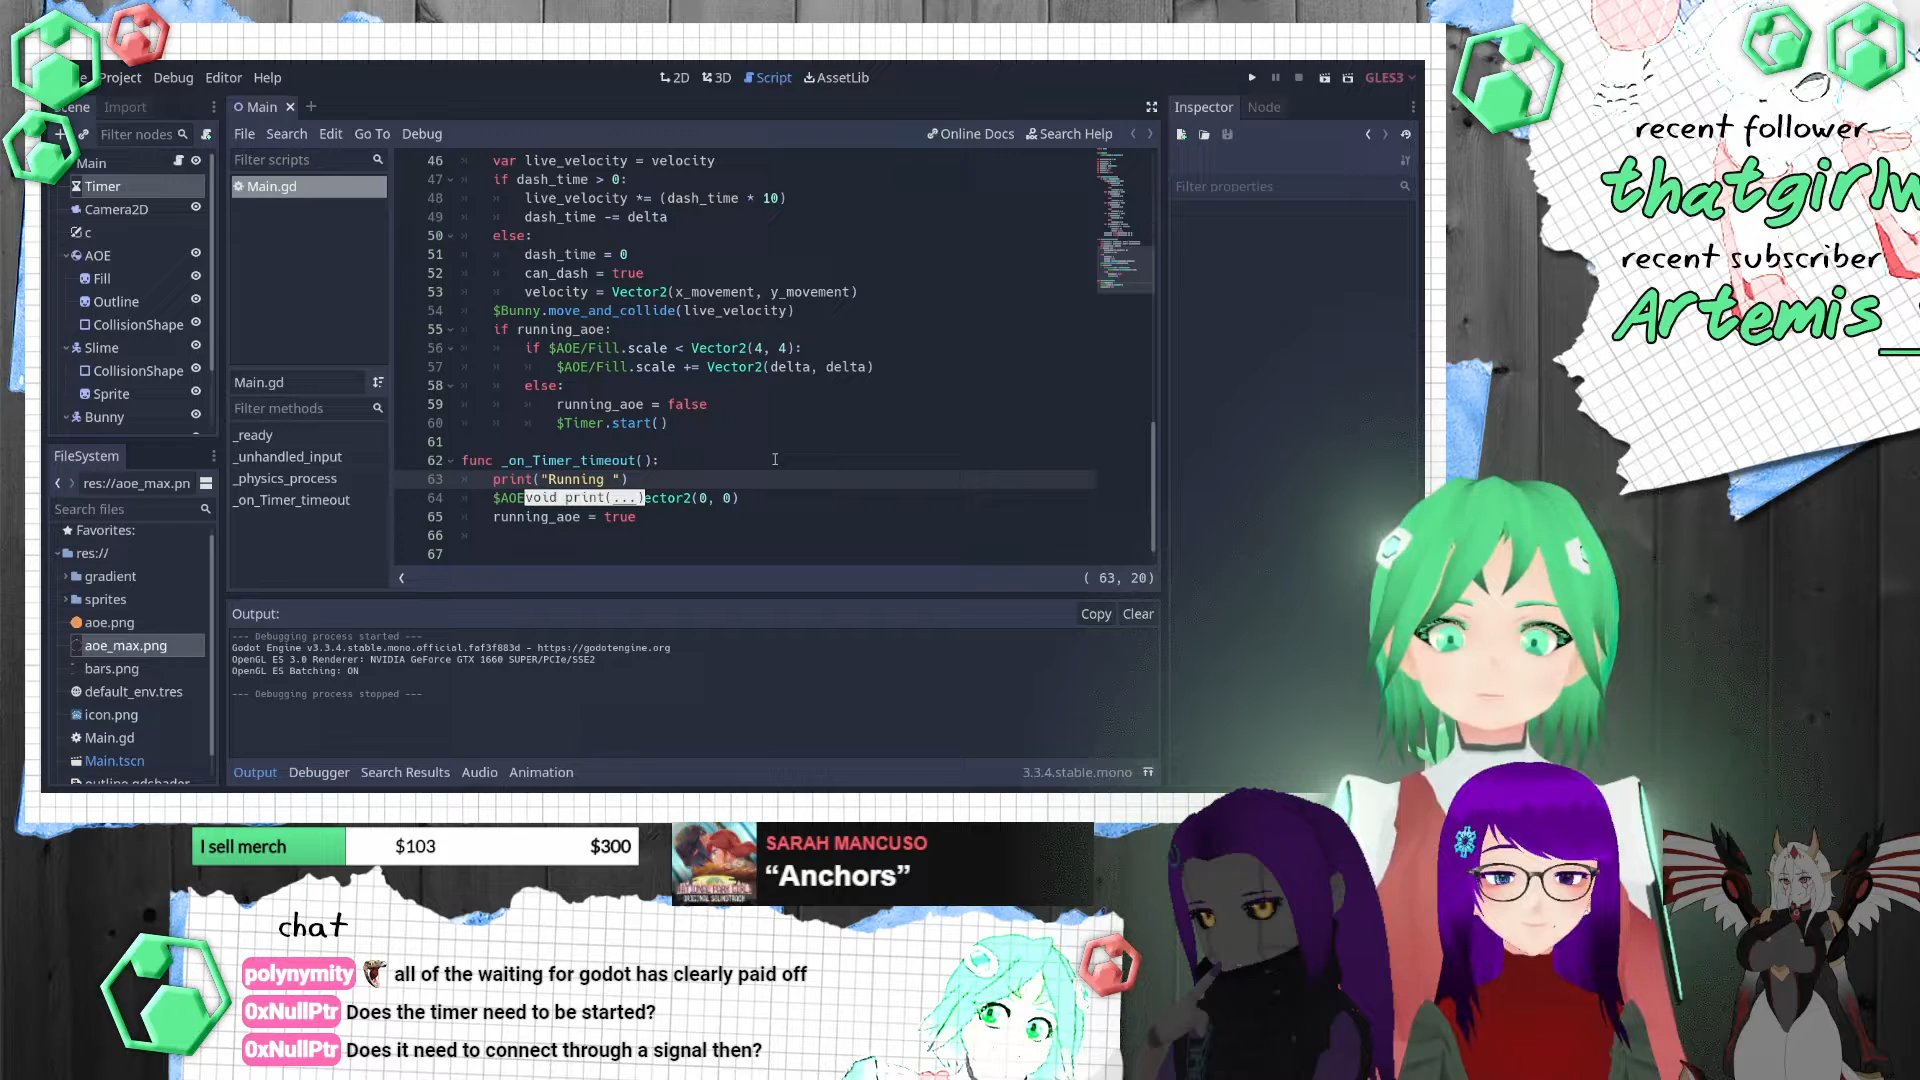 Project Debug Editor Help
2D 3D Script AssetLib
GLES3
Scene Import
Filter nodes
Main
Timer
Camera2D
c
AOE
Fill
Outline
CollisionShape
Slime
CollisionShape
Sprite
Bunny
FileSystem
res://aoe_max.pn
Search files
Favorites:
res://
gradient
sprites
aoe.png
aoe_max.png
bars.png
default_env.tres
icon.png
Main.gd
Main.tscn
outline.gdshader
Main
File Search Edit Go To Debug
Online Docs Search Help
Filter scripts
Main.gd
Main.gd
Filter methods
_ready
_unhandled_input
_physics_process
_on_Timer_timeout
46 var live_velocity = velocity
47 if dash_time > 0:
48 live_velocity *= (dash_time * 10)
49 dash_time -= delta
50 else:
51 dash_time = 0
52 can_dash = true
53 velocity = Vector2(x_movement, y_movement)
54 $Bunny.move_and_collide(live_velocity)
55 if running_aoe:
56 if $AOE/Fill.scale < Vector2(4, 4):
57 $AOE/Fill.scale += Vector2(delta, delta)
58 else:
59 running_aoe = false
60 $Timer.start()
61
62 func _on_Timer_timeout():
63 print("Running ")
64 $AOE void print(...) ector2(0, 0)
65 running_aoe = true
66
67
( 63, 20)
Output:
Copy Clear
--- Debugging process started ---
Godot Engine v3.3.4.stable.mono.official.faf3f883d - https://godotengine.org
OpenGL ES 3.0 Renderer: NVIDIA GeForce GTX 1660 SUPER/PCIe/SSE2
OpenGL ES Batching: ON
--- Debugging process stopped ---
Output Debugger Search Results Audio Animation
3.3.4.stable.mono
Inspector Node
Filter properties
recent follower
thatgirlw
recent subscriber
Artemis_
I sell merch $103 $300
SARAH MANCUSO
“Anchors”
NATIONAL PARK GIRLS
ORIGINAL SOUNDTRACK
chat
polynymity all of the waiting for godot has clearly paid off
0xNullPtr Does the timer need to be started?
0xNullPtr Does it need to connect through a signal then?